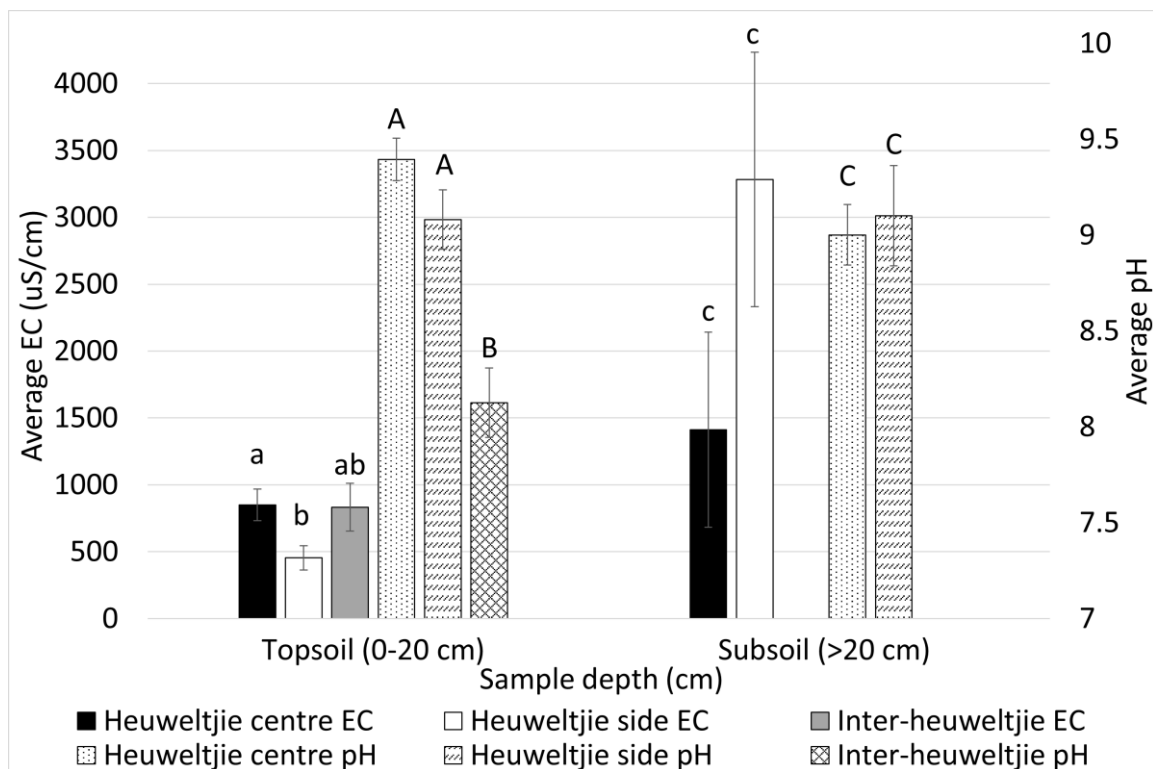 Average EC (uS/cm)
4000
3500
3000
2500
2000
1500
1000
500
0
10
9.5
9
8.5
8
7.5
7
Average pH
a
b
ab
A
A
B
c
c
C
C
Topsoil (0-20 cm)
Subsoil (>20 cm)
Sample depth (cm)
Heuweltjie centre EC
Heuweltjie side EC
Inter-heuweltjie EC
Heuweltjie centre pH
Heuweltjie side pH
Inter-heuweltjie pH